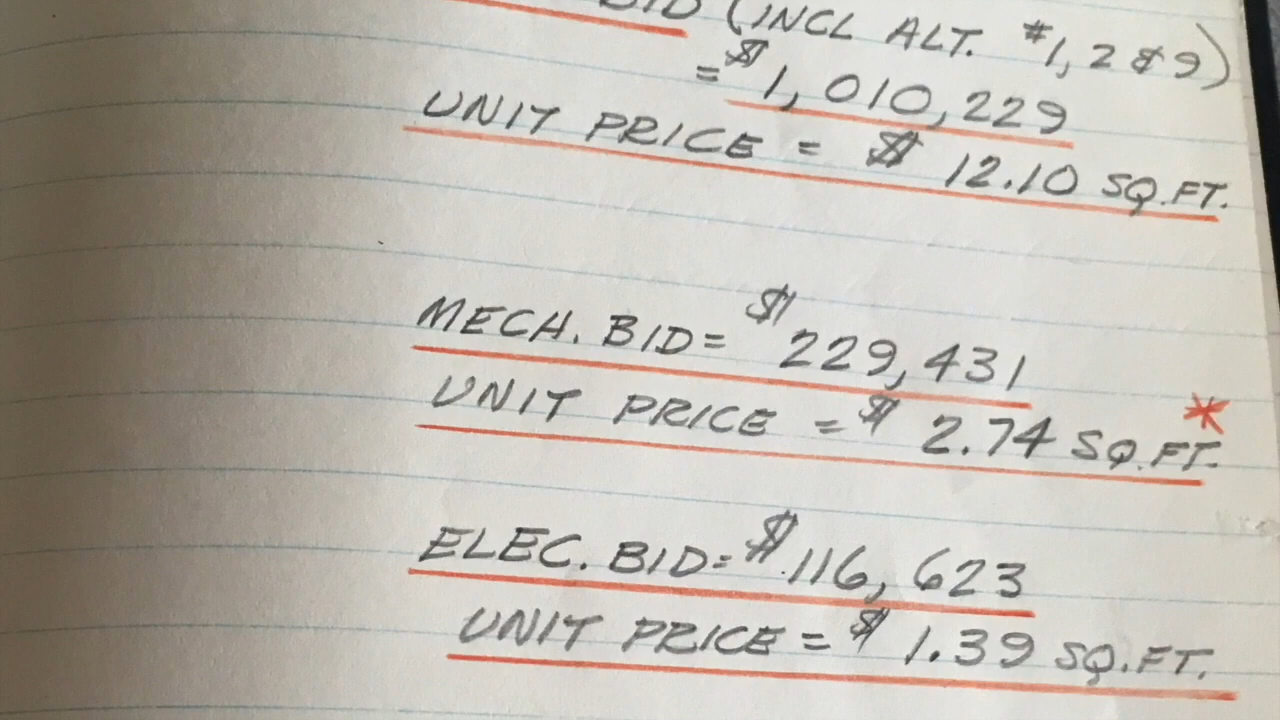 BID (INCL ALT. #1, 2 & 9)
= $1,010,229
UNIT PRICE = $ 12.10 SQ.FT.
MECH. BID = $229,431
UNIT PRICE = $ 2.74 SQ.FT.*
ELEC. BID = $116,623
UNIT PRICE = $ 1.39 SQ.FT.